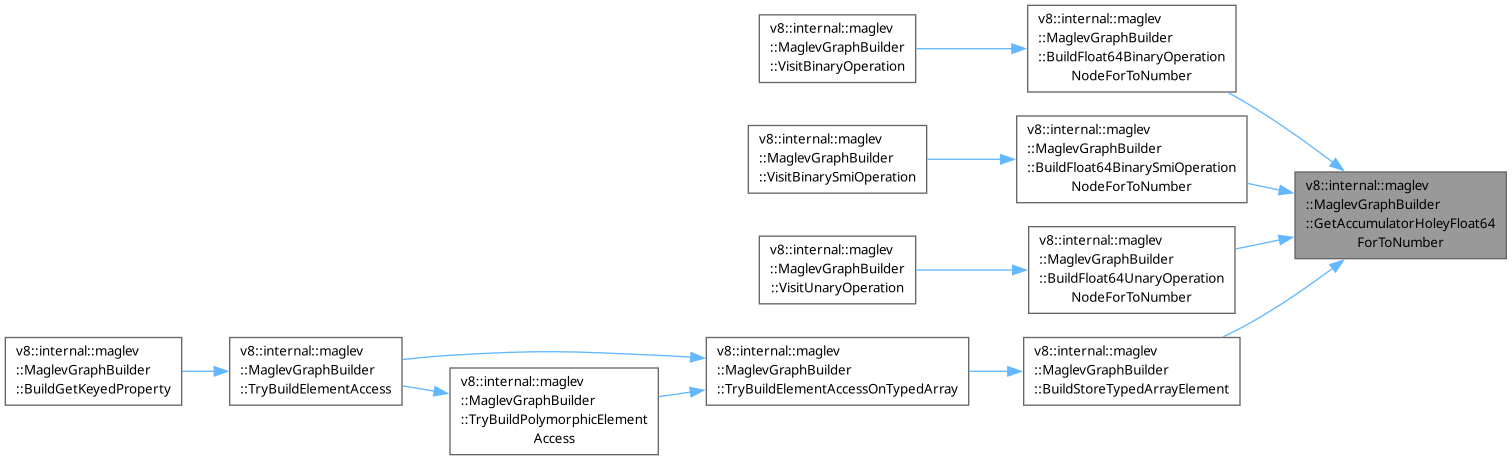 v8::internal::maglev
::MaglevGraphBuilder
::VisitBinaryOperation
v8::internal::maglev
::MaglevGraphBuilder
::BuildFloat64BinaryOperation
NodeForToNumber
v8::internal::maglev
::MaglevGraphBuilder
::VisitBinarySmiOperation
v8::internal::maglev
::MaglevGraphBuilder
::BuildFloat64BinarySmiOperation
NodeForToNumber
v8::internal::maglev
::MaglevGraphBuilder
::GetAccumulatorHoleyFloat64
ForToNumber
v8::internal::maglev
::MaglevGraphBuilder
::VisitUnaryOperation
v8::internal::maglev
::MaglevGraphBuilder
::BuildFloat64UnaryOperation
NodeForToNumber
v8::internal::maglev
::MaglevGraphBuilder
::BuildGetKeyedProperty
v8::internal::maglev
::MaglevGraphBuilder
::TryBuildElementAccess
v8::internal::maglev
::MaglevGraphBuilder
::TryBuildPolymorphicElement
Access
v8::internal::maglev
::MaglevGraphBuilder
::TryBuildElementAccessOnTypedArray
v8::internal::maglev
::MaglevGraphBuilder
::BuildStoreTypedArrayElement